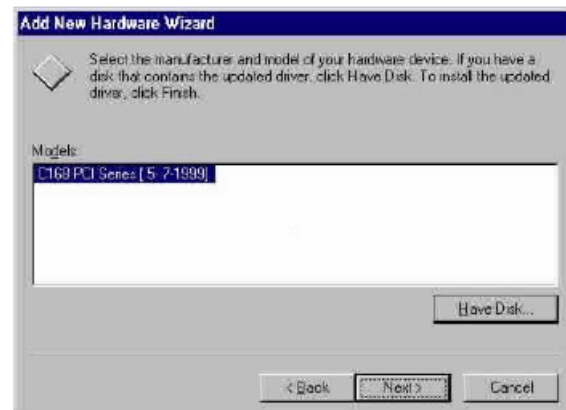 Add New Hardware Wizard
Select the manufacturer and model of your hardware device. If you have a
disk that contains the updated driver, click Have Disk. To install the updated
driver, click Finish.
Models:
C168 PCI Series [ 5- 7-1999]
Have Disk...
< Back
Next >
Cancel